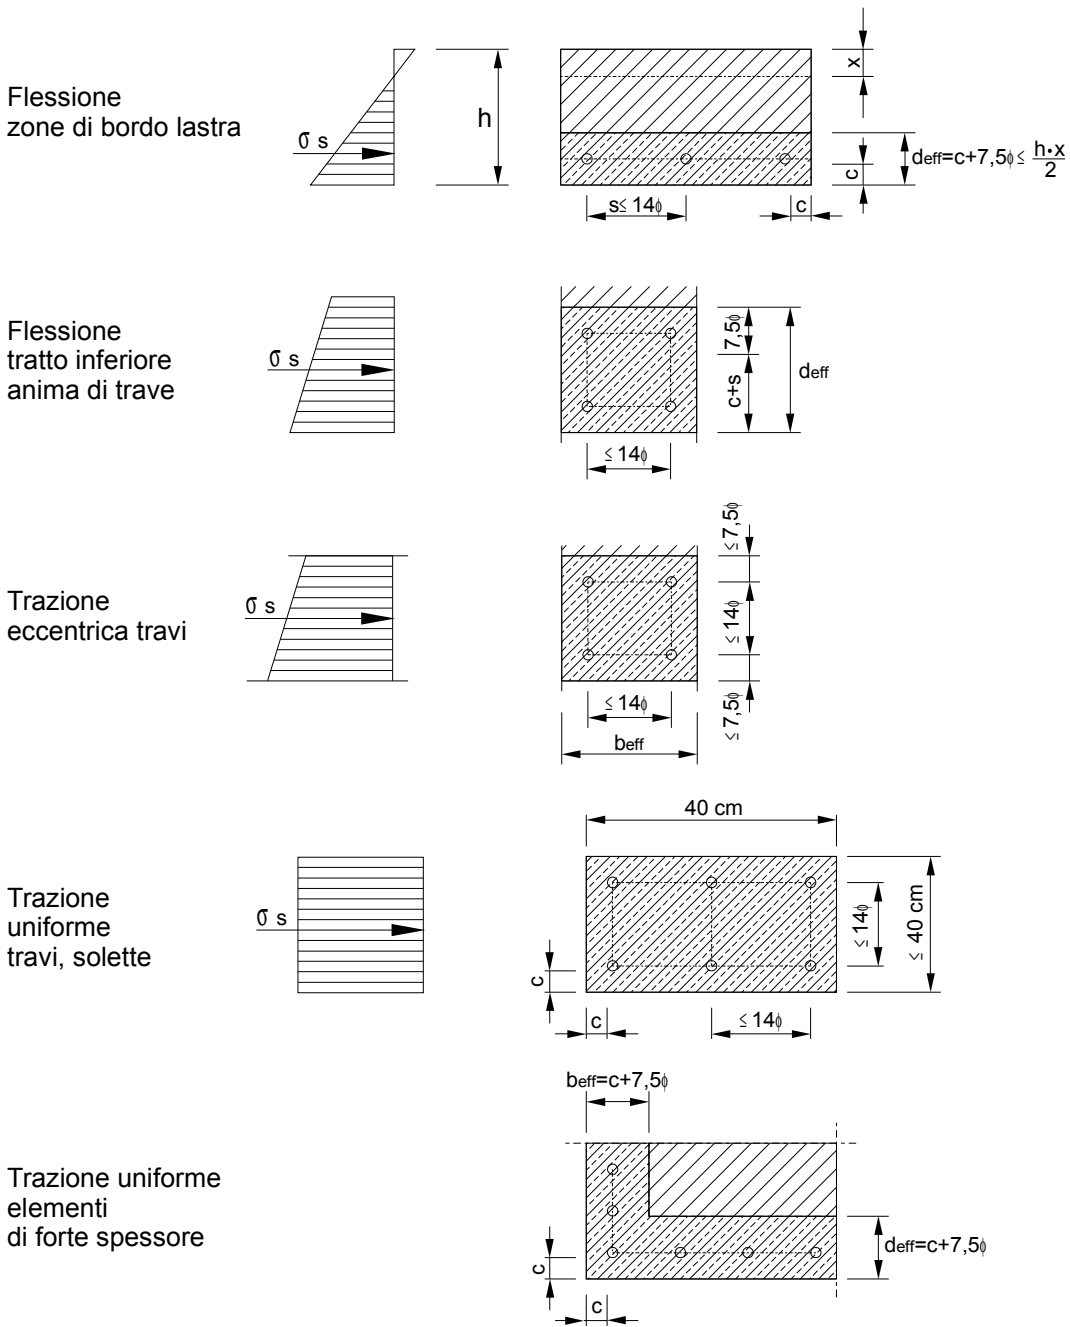 Flessione
zone di bordo lastra
σ s
h
x
c
deff=c+7,5ϕ ≤ h•x
2
s≤ 14ϕ
c
Flessione
tratto inferiore
anima di trave
σ s
7,5ϕ
c+s
deff
≤ 14ϕ
Trazione
eccentrica travi
σ s
≤ 7,5ϕ
≤ 14ϕ
≤ 7,5ϕ
≤ 14ϕ
beff
Trazione
uniforme
travi, solette
σ s
40 cm
≤ 14ϕ
≤ 40 cm
c
c
≤ 14ϕ
Trazione uniforme
elementi
di forte spessore
beff=c+7,5ϕ
deff=c+7,5ϕ
c
c